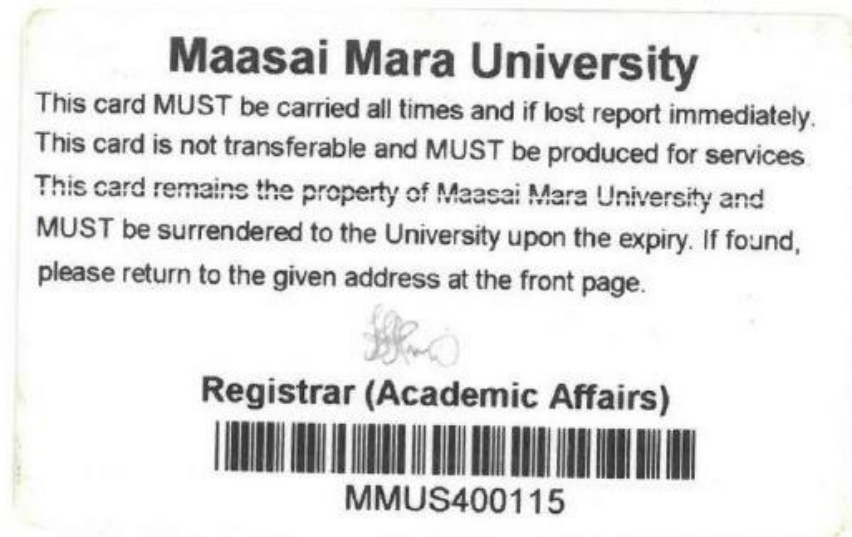 Maasai Mara University
This card MUST be carried all times and if lost report immediately.
This card is not transferable and MUST be produced for services
This card remains the property of Maasai Mara University and
MUST be surrendered to the University upon the expiry. If found,
please return to the given address at the front page.
Registrar (Academic Affairs)
MMUS400115